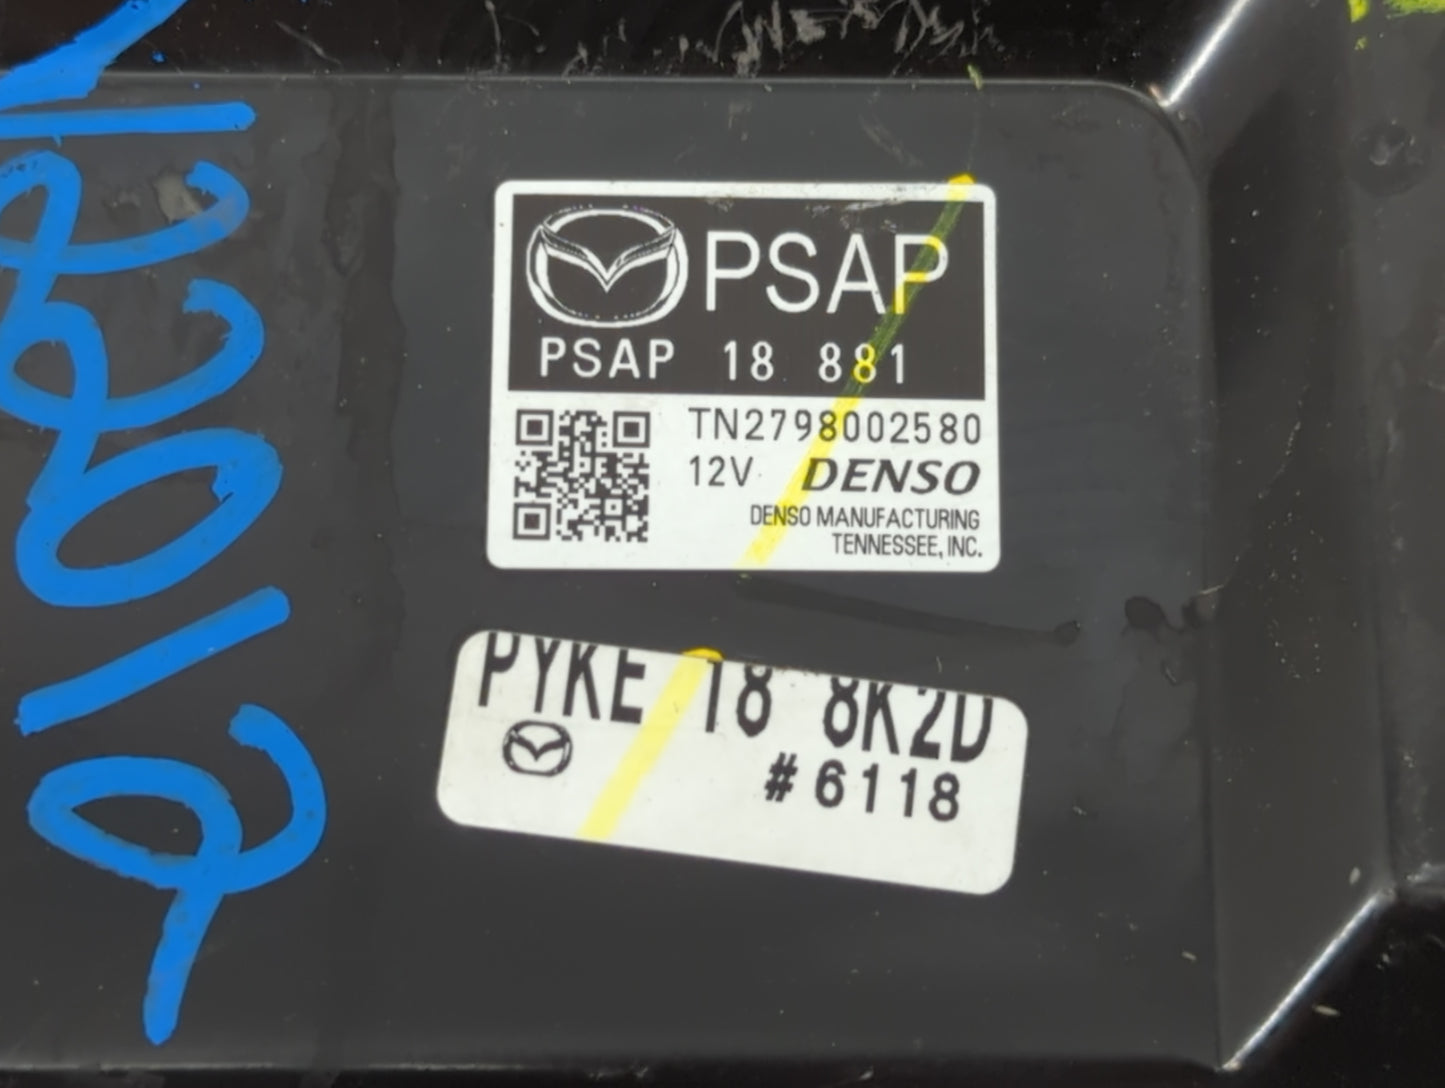 PSAP
PSAP 18 881
TN2798002580
12V DENSO
DENSO MANUFACTURING
TENNESSEE, INC.
PYKE 18 8K2D
#6118